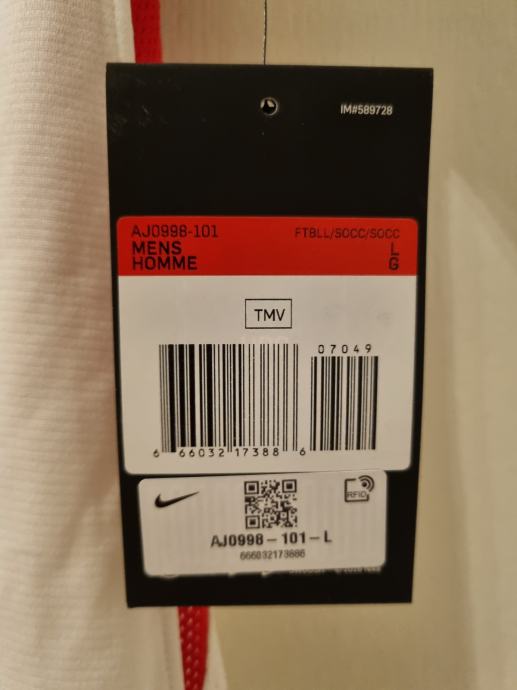 IM#589728
AJ0998-101 FTBLL/SOCC/SOCC
MENS L
HOMME G
TMV
07049
6 66032 17388 6
RFID
AJ0998-101-L
666032173886